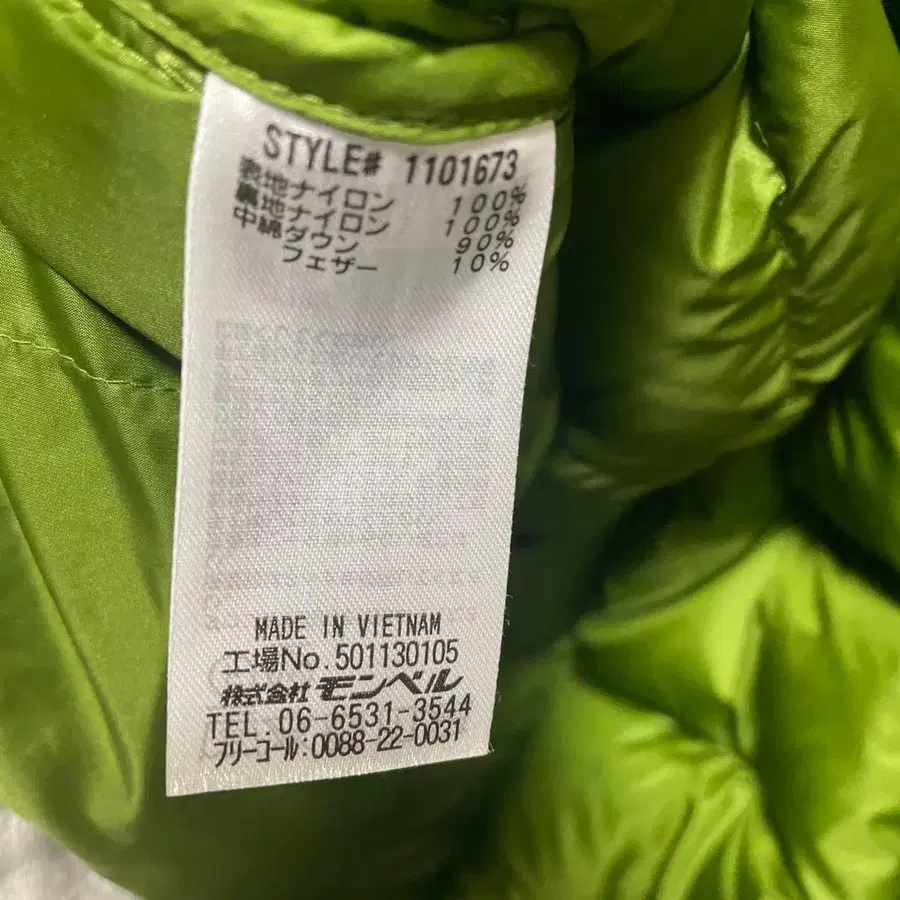 STYLE# 1101673
表地ナイロン 100%
裏地ナイロン 100%
中綿ダウン 90%
フェザー 10%
MADE IN VIETNAM
工場No.501130105
株式会社モンベル
TEL.06-6531-3544
フリーコール:0088-22-0031